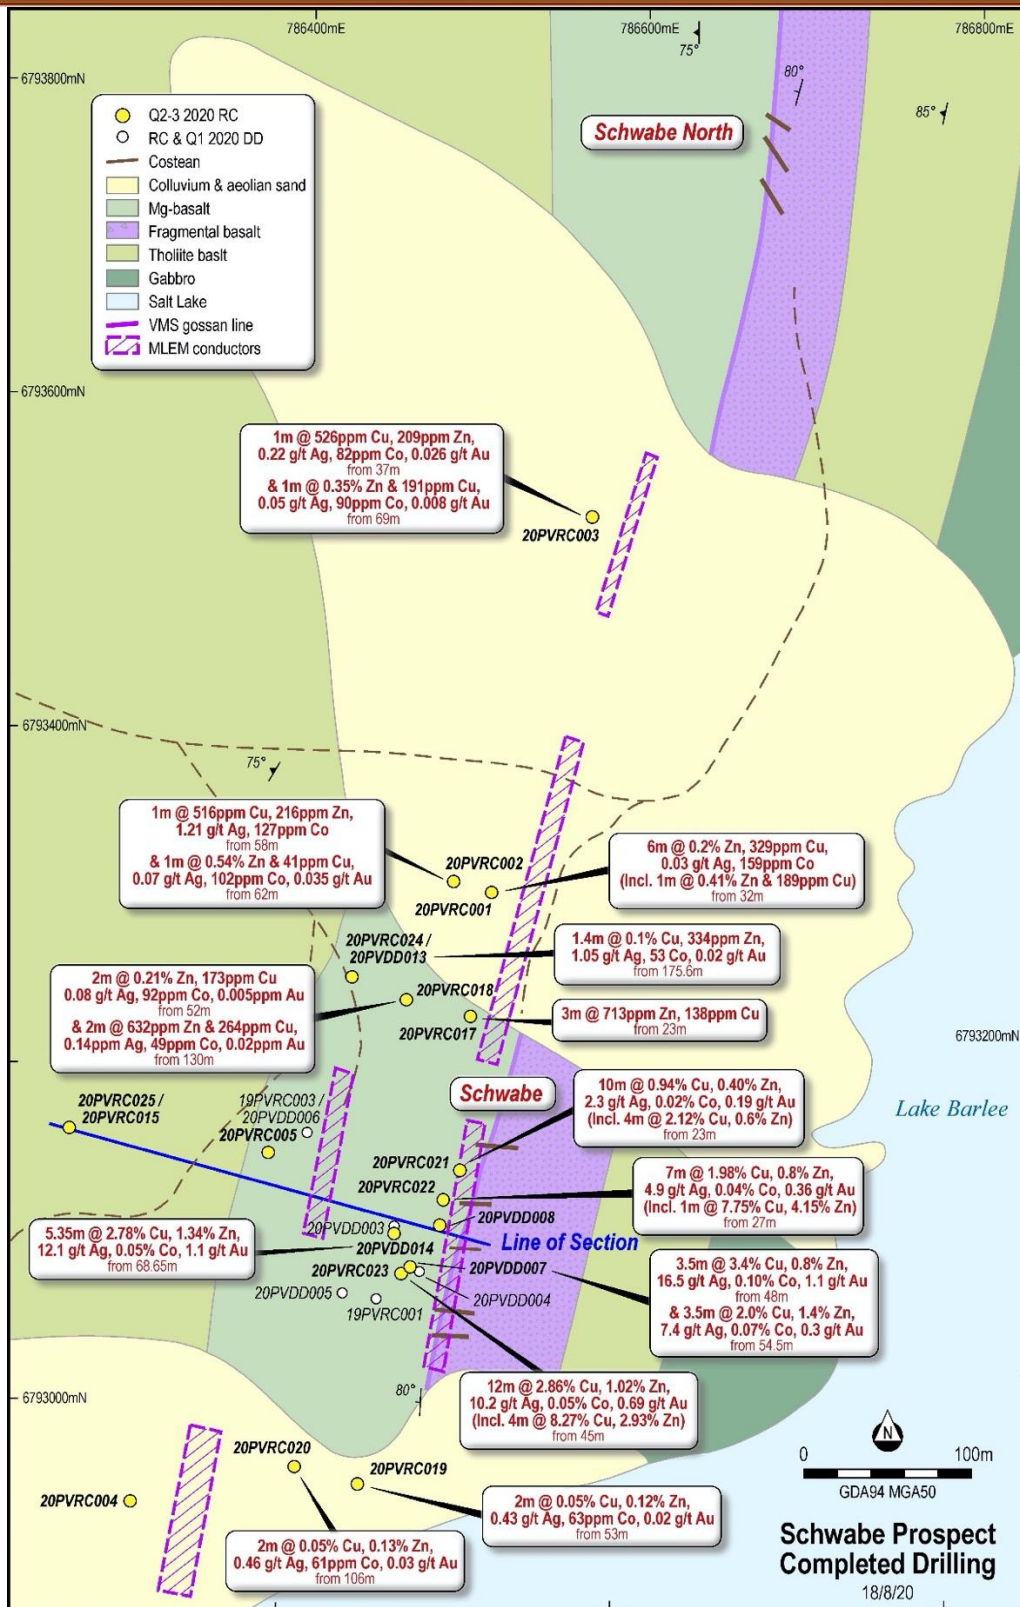 786400mE
786600mE
786800mE
75°
80°
85°
6793800mN
Schwabe North
Q2-3 2020 RC
RC & Q1 2020 DD
Costean
Colluvium & aeolian sand
Mg-basalt
Fragmental basalt
Tholiite baslt
Gabbro
Salt Lake
VMS gossan line
MLEM conductors
6793600mN
1m @ 526ppm Cu, 209ppm Zn,
0.22 g/t Ag, 82ppm Co, 0.026 g/t Au
from 37m
& 1m @ 0.35% Zn & 191ppm Cu,
0.05 g/t Ag, 90ppm Co, 0.008 g/t Au
from 69m
20PVRC003
6793400mN
75°
1m @ 516ppm Cu, 216ppm Zn,
1.21 g/t Ag, 127ppm Co
from 58m
& 1m @ 0.54% Zn & 41ppm Cu,
0.07 g/t Ag, 102ppm Co, 0.035 g/t Au
from 62m
20PVRC002
20PVRC001
6m @ 0.2% Zn, 329ppm Cu,
0.03 g/t Ag, 159ppm Co
(Incl. 1m @ 0.41% Zn & 189ppm Cu)
from 32m
20PVRC024 /
20PVDD013
1.4m @ 0.1% Cu, 334ppm Zn,
1.05 g/t Ag, 53 Co, 0.02 g/t Au
from 175.6m
2m @ 0.21% Zn, 173ppm Cu
0.08 g/t Ag, 92ppm Co, 0.005ppm Au
from 52m
& 2m @ 632ppm Zn & 264ppm Cu,
0.14ppm Ag, 49ppm Co, 0.02ppm Au
from 130m
20PVRC018
20PVRC017
3m @ 713ppm Zn, 138ppm Cu
from 23m
6793200mN
20PVRC025 /
20PVRC015
19PVRC003 /
20PVDD006
20PVRC005
Schwabe
10m @ 0.94% Cu, 0.40% Zn,
2.3 g/t Ag, 0.02% Co, 0.19 g/t Au
(Incl. 4m @ 2.12% Cu, 0.6% Zn)
from 23m
Lake Barlee
20PVRC021
20PVRC022
7m @ 1.98% Cu, 0.8% Zn,
4.9 g/t Ag, 0.04% Co, 0.36 g/t Au
(Incl. 1m @ 7.75% Cu, 4.15% Zn)
from 27m
5.35m @ 2.78% Cu, 1.34% Zn,
12.1 g/t Ag, 0.05% Co, 1.1 g/t Au
from 68.65m
20PVDD003
20PVDD008
Line of Section
20PVDD014
20PVDD007
20PVRC023
20PVDD004
20PVDD005
19PVRC001
3.5m @ 3.4% Cu, 0.8% Zn,
16.5 g/t Ag, 0.10% Co, 1.1 g/t Au
from 48m
& 3.5m @ 2.0% Cu, 1.4% Zn,
7.4 g/t Ag, 0.07% Co, 0.3 g/t Au
from 54.5m
6793000mN
80°
12m @ 2.86% Cu, 1.02% Zn,
10.2 g/t Ag, 0.05% Co, 0.69 g/t Au
(Incl. 4m @ 8.27% Cu, 2.93% Zn)
from 45m
20PVRC020
20PVRC019
20PVRC004
2m @ 0.05% Cu, 0.12% Zn,
0.43 g/t Ag, 63ppm Co, 0.02 g/t Au
from 53m
2m @ 0.05% Cu, 0.13% Zn,
0.46 g/t Ag, 61ppm Co, 0.03 g/t Au
from 106m
N
0 100m
GDA94 MGA50
Schwabe Prospect
Completed Drilling
18/8/20